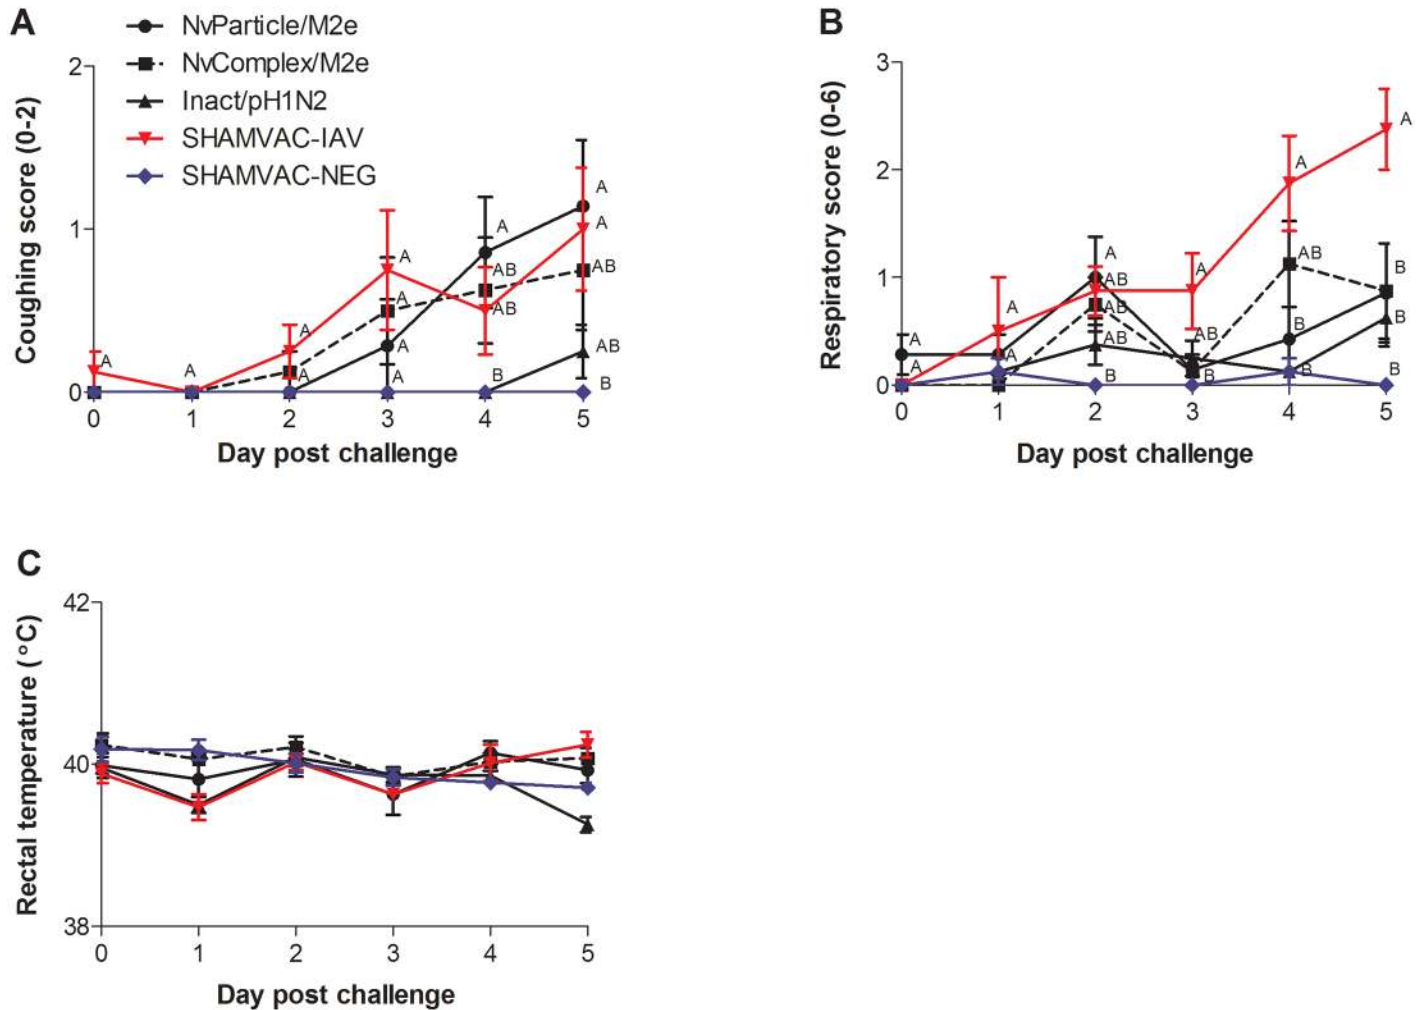 A
NvParticle/M2e
NvComplex/M2e
Inact/pH1N2
SHAMVAC-IAV
SHAMVAC-NEG
Coughing score (0-2)
2
1
0
A
A
A
A
A
A
A
A
A
AB
AB
B
A
A
AB
AB
B
0 1 2 3 4 5
Day post challenge
B
Respiratory score (0-6)
3
2
1
0
A
A
A
A
A
AB
AB
AB
B
A
AB
B
A
AB
B
B
A
B
B
B
0 1 2 3 4 5
Day post challenge
C
Rectal temperature (°C)
42
40
38
0 1 2 3 4 5
Day post challenge